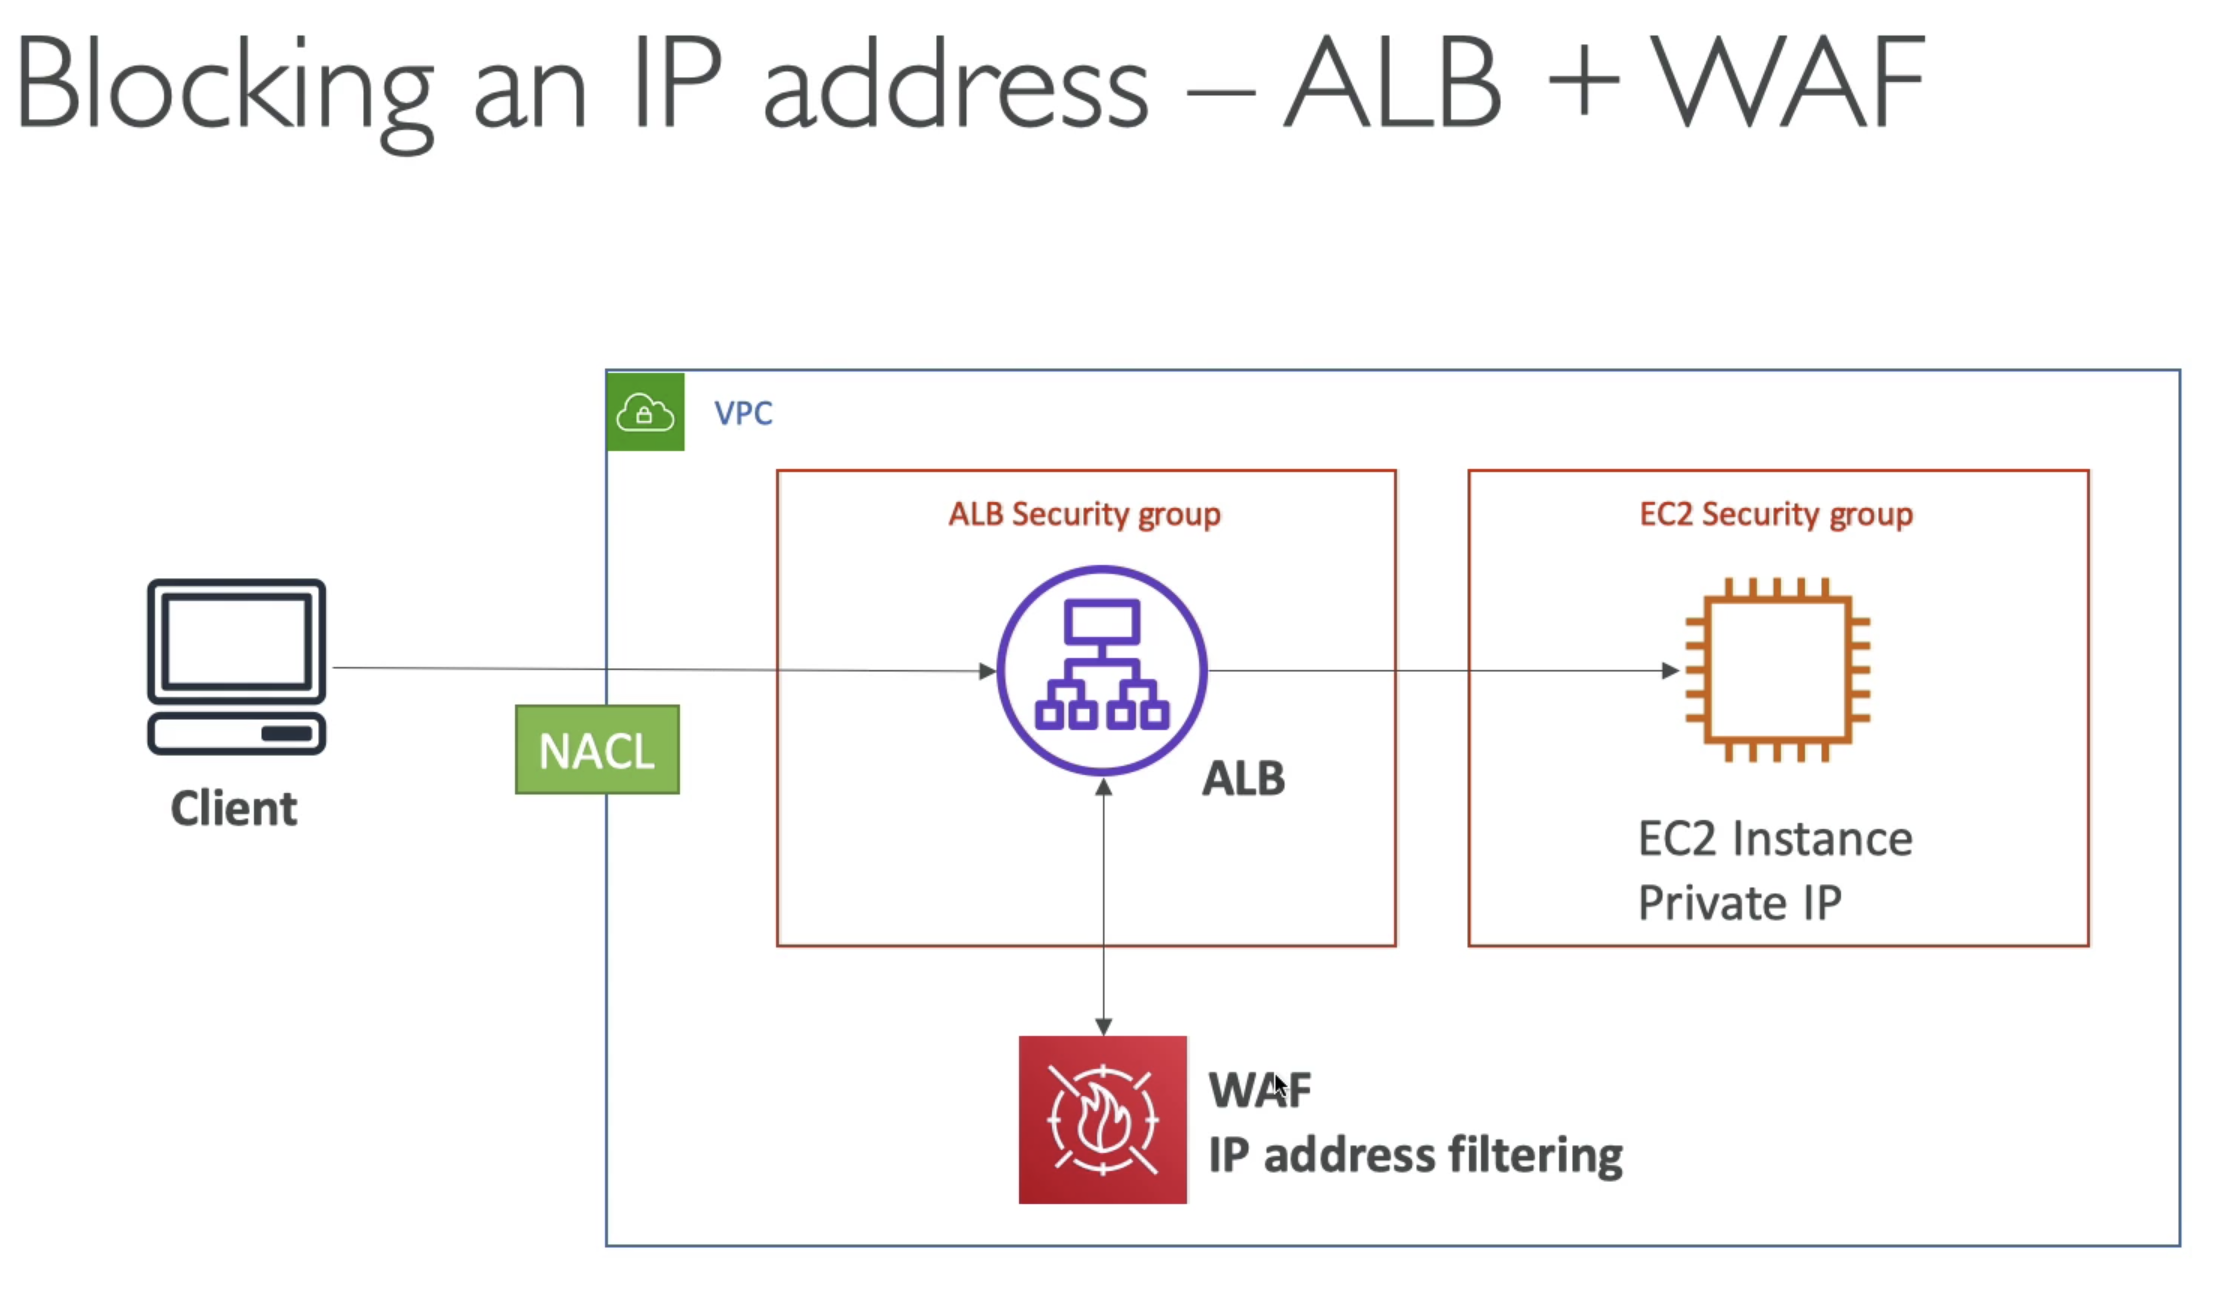 Blocking an IP address – ALB + WAF
VPC
ALB Security group
EC2 Security group
NACL
ALB
Client
EC2 Instance
Private IP
WAF
IP address filtering